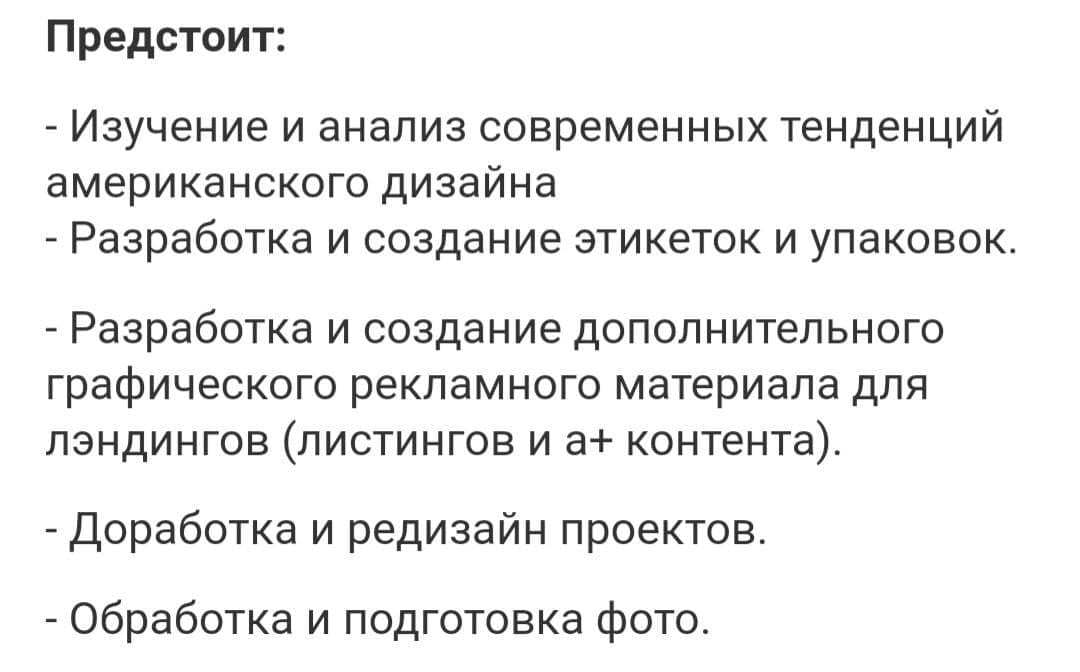 Предстоит:
- Изучение и анализ современных тенденций
американского дизайна
- Разработка и создание этикеток и упаковок.
- Разработка и создание дополнительного
графического рекламного материала для
лэндингов (листингов и а+ контента).
- Доработка и редизайн проектов.
- Обработка и подготовка фото.